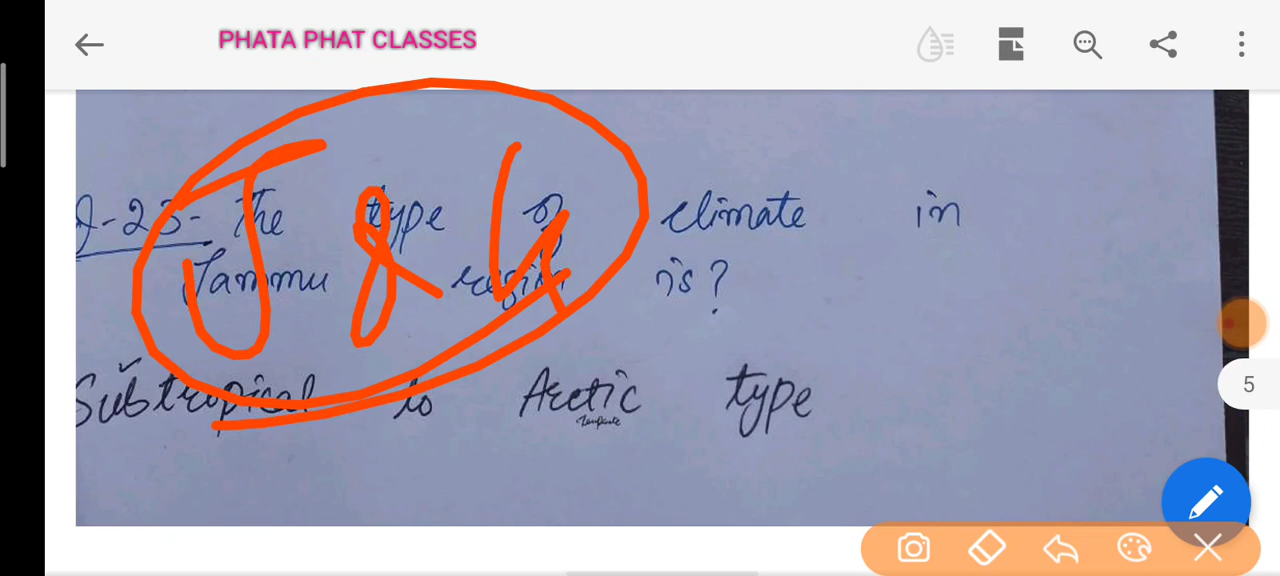 PHATA PHAT CLASSES
J & K
Q-23- The type of climate in
Jammu region is?
Subtropical to Arctic type
5